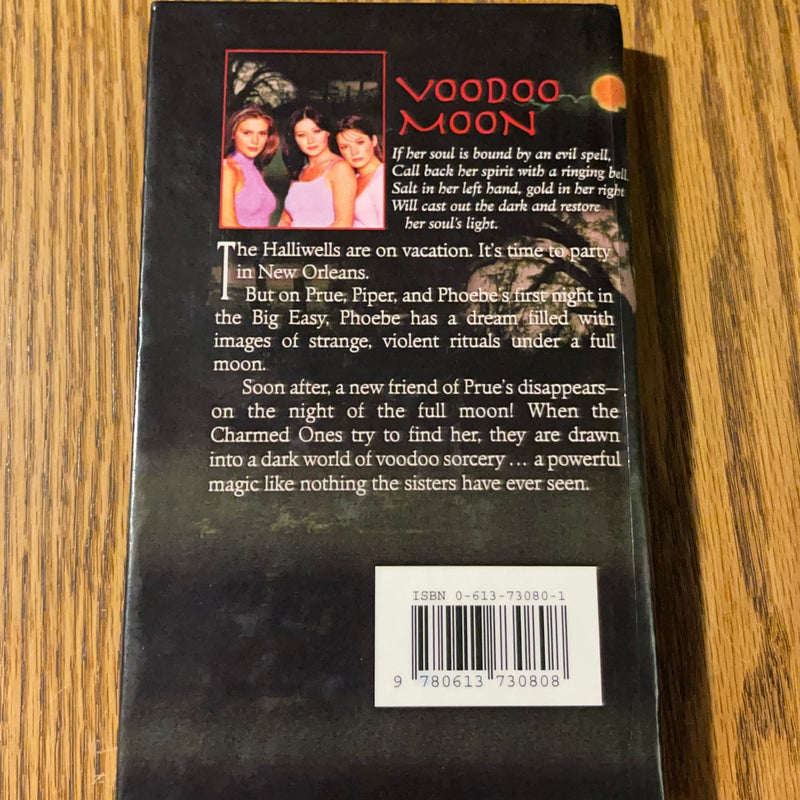 VOODOO
MOON
If her soul is bound by an evil spell,
Call back her spirit with a ringing bell,
Salt in her left hand, gold in her right
Will cast out the dark and restore
her soul's light.
The Halliwells are on vacation. It's time to party
in New Orleans.
But on Prue, Piper, and Phoebe's first night in
the Big Easy, Phoebe has a dream filled with
images of strange, violent rituals under a full
moon.
Soon after, a new friend of Prue's disappears—
on the night of the full moon! When the
Charmed Ones try to find her, they are drawn
into a dark world of voodoo sorcery... a powerful
magic like nothing the sisters have ever seen.
ISBN 0-613-73080-1
9 780613 730808